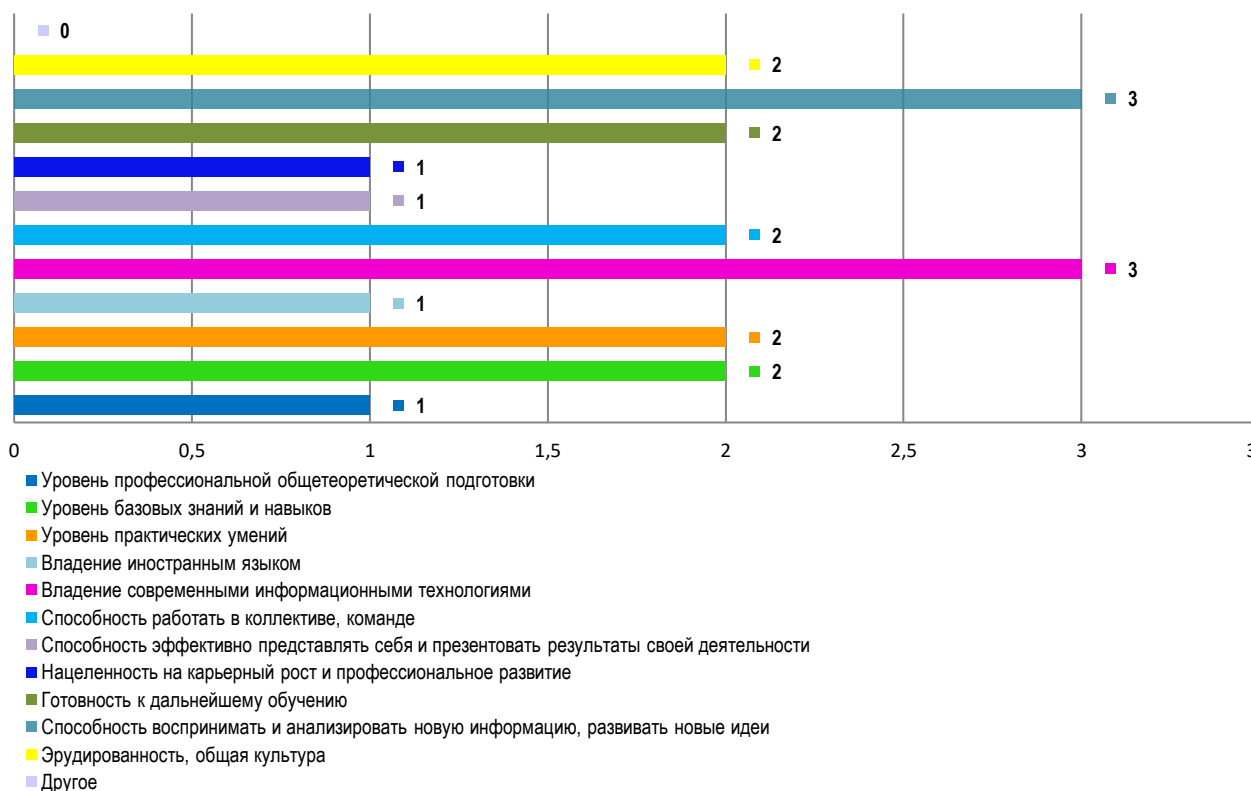 0
2
3
2
1
1
2
3
1
2
2
1
0 0,5 1 1,5 2 2,5 3 3
Уровень профессиональной общетеоретической подготовки
Уровень базовых знаний и навыков
Уровень практических умений
Владение иностранным языком
Владение современными информационными технологиями
Способность работать в коллективе, команде
Способность эффективно представлять себя и презентовать результаты своей деятельности
Нацеленность на карьерный рост и профессиональное развитие
Готовность к дальнейшему обучению
Способность воспринимать и анализировать новую информацию, развивать новые идеи
Эрудированность, общая культура
Другое